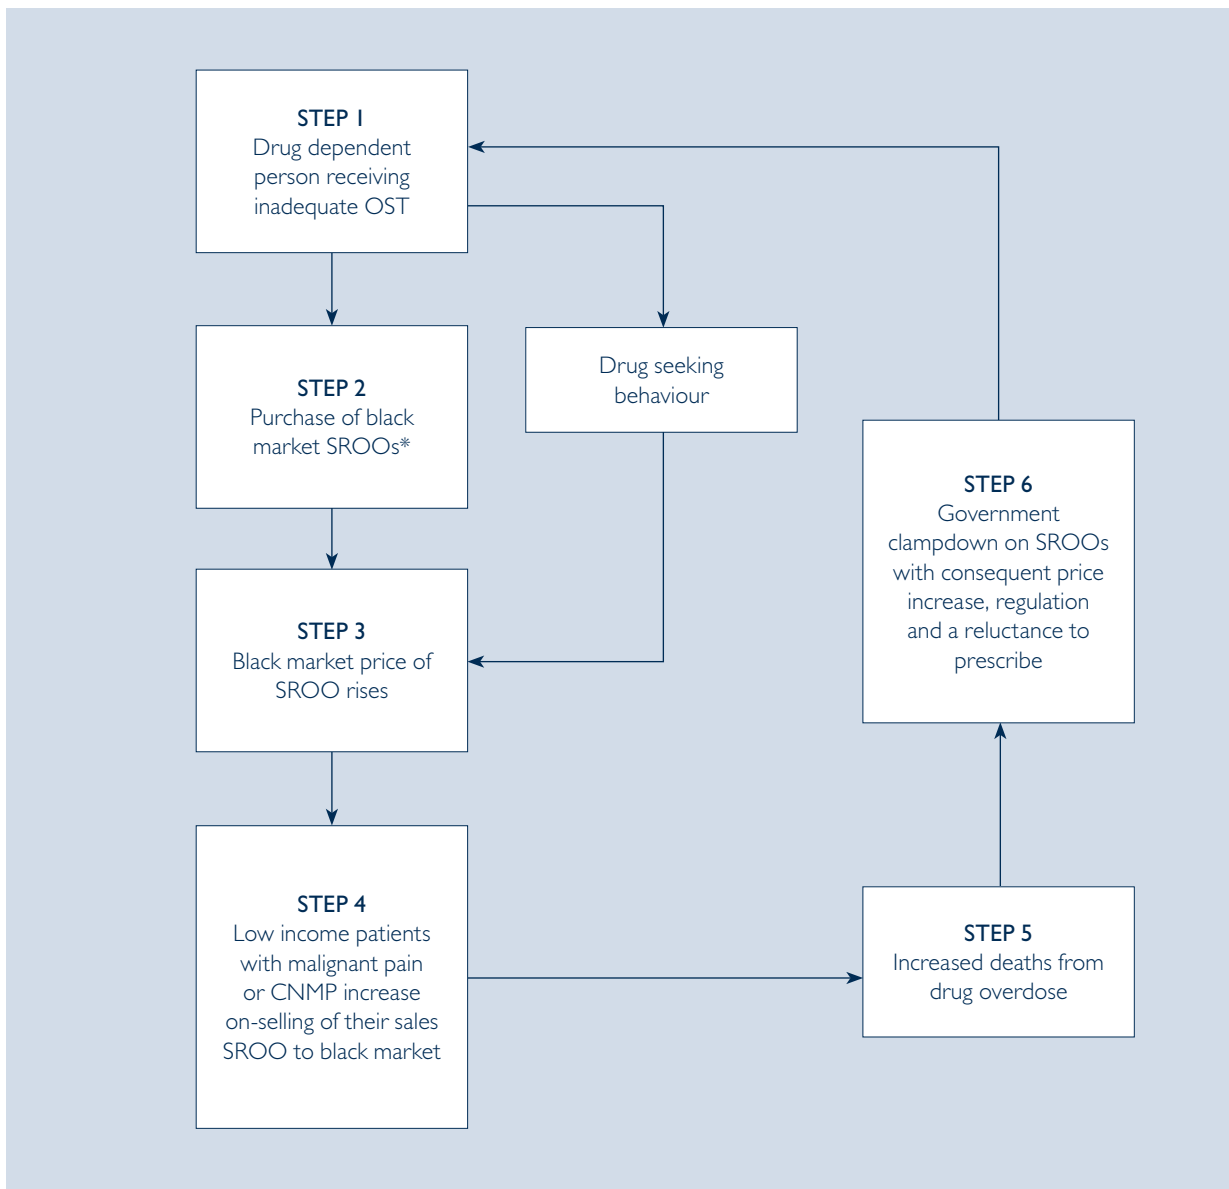 STEP 1
Drug dependent
person receiving
inadequate OST
STEP 2
Purchase of black
market SROOs*
Drug seeking
behaviour
STEP 3
Black market price of
SROO rises
STEP 4
Low income patients
with malignant pain
or CNMP increase
on-selling of their sales
SROO to black market
STEP 5
Increased deaths from
drug overdose
STEP 6
Government
clampdown on SROOs
with consequent price
increase, regulation
and a reluctance to
prescribe